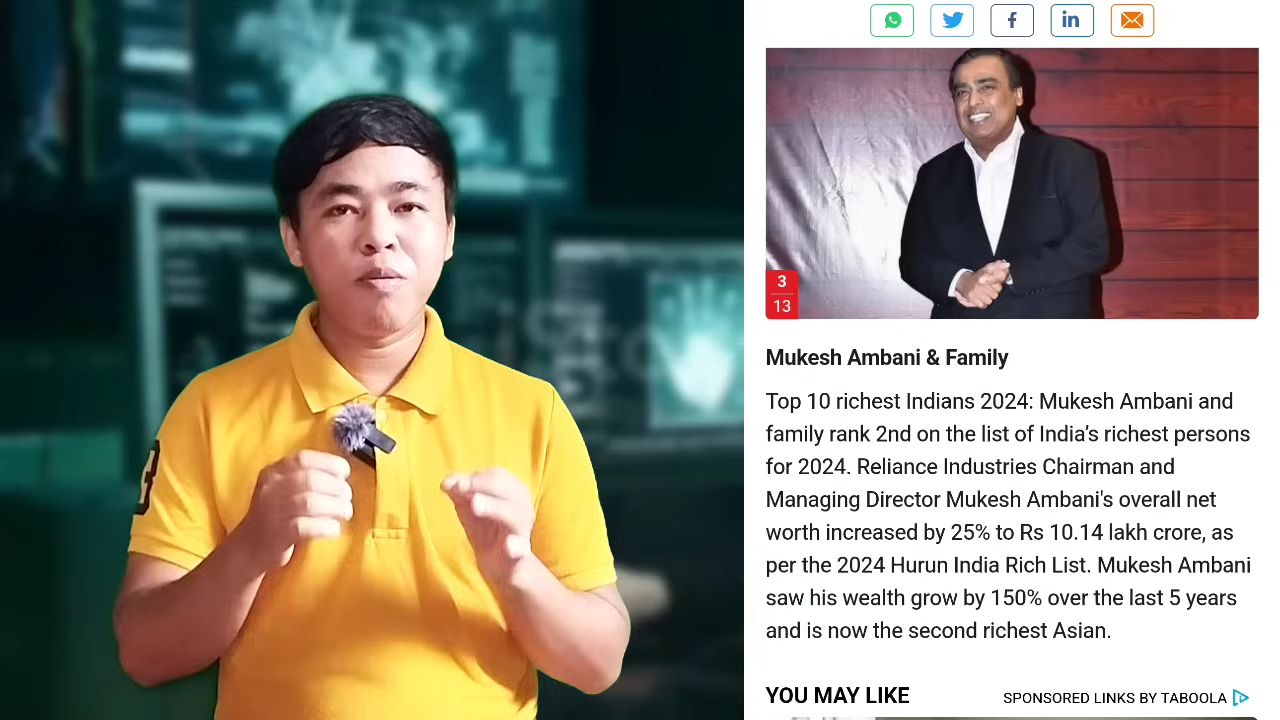 3
13
Mukesh Ambani & Family
Top 10 richest Indians 2024: Mukesh Ambani and
family rank 2nd on the list of India's richest persons
for 2024. Reliance Industries Chairman and
Managing Director Mukesh Ambani's overall net
worth increased by 25% to Rs 10.14 lakh crore, as
per the 2024 Hurun India Rich List. Mukesh Ambani
saw his wealth grow by 150% over the last 5 years
and is now the second richest Asian.
YOU MAY LIKE
SPONSORED LINKS BY TABOOLA